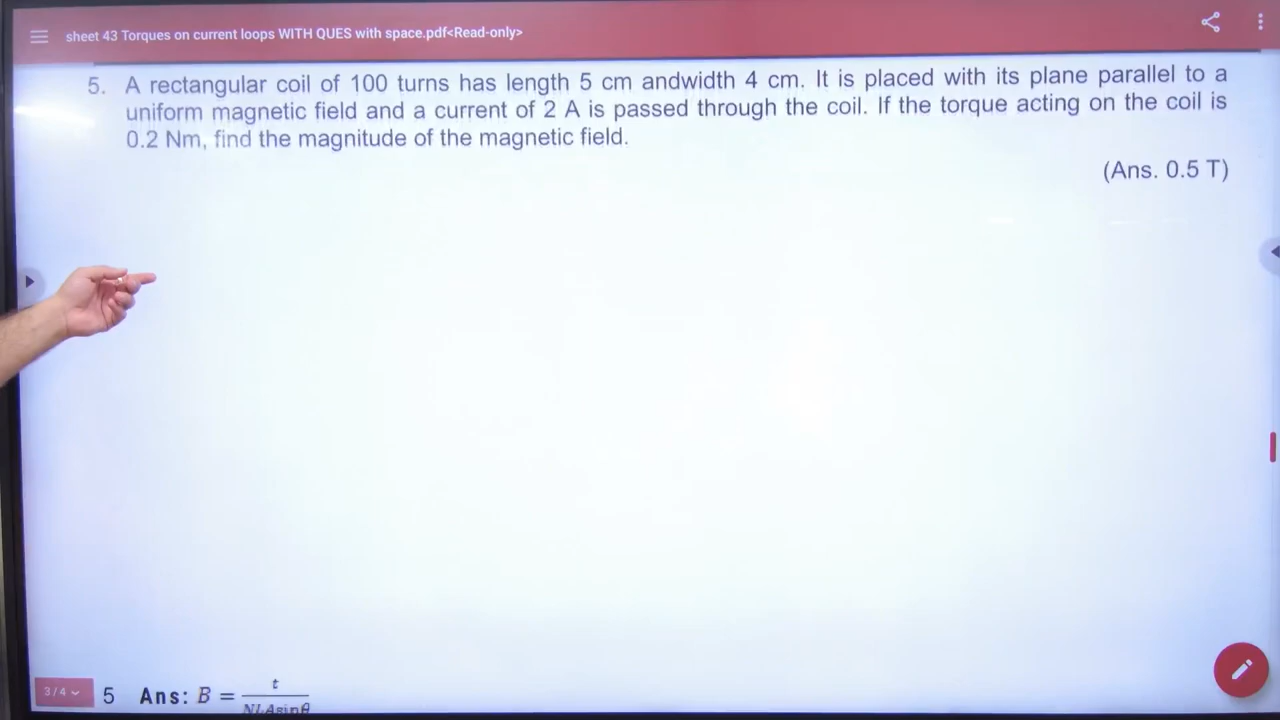 sheet 43 Torques on current loops WITH QUES with space.pdf<Read-only>
5. A rectangular coil of 100 turns has length 5 cm andwidth 4 cm. It is placed with its plane parallel to a
uniform magnetic field and a current of 2 A is passed through the coil. If the torque acting on the coil is
0.2 Nm, find the magnitude of the magnetic field.
(Ans. 0.5 T)
3/4
5 Ans: B = t / NIAsinθ